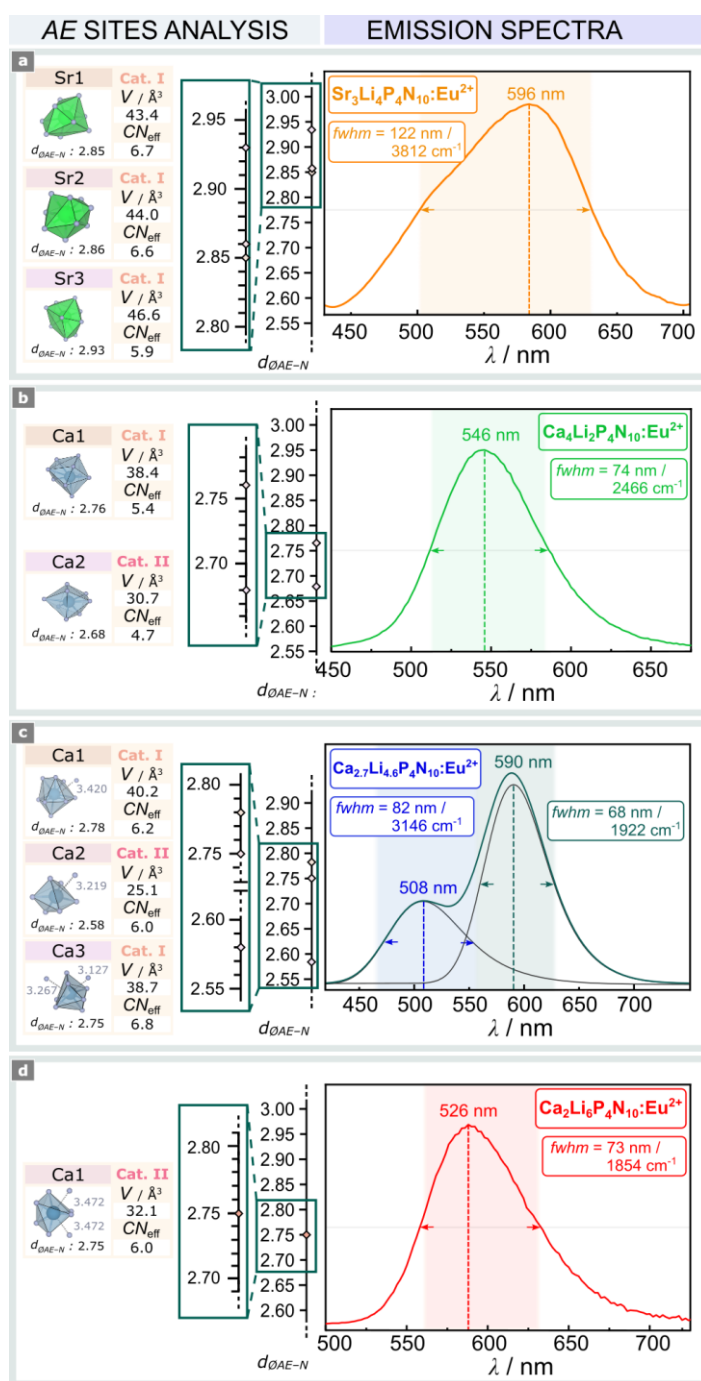 AE SITES ANALYSIS
EMISSION SPECTRA
a
Sr1
Cat. I
V / Å³
43.4
CNeff
6.7
dØAE–N : 2.85
Sr2
Cat. I
V / Å³
44.0
CNeff
6.6
dØAE–N : 2.86
Sr3
Cat. I
V / Å³
46.6
CNeff
5.9
dØAE–N : 2.93
2.95
2.90
2.85
2.80
3.00
2.95
2.90
2.85
2.80
2.75
2.70
2.65
2.60
2.55
dØAE–N
Sr₃Li₄P₄N₁₀:Eu²⁺
596 nm
fwhm = 122 nm /
3812 cm⁻¹
450
500
550
600
650
700
λ / nm
b
Ca1
Cat. I
V / Å³
38.4
CNeff
5.4
dØAE–N : 2.76
Ca2
Cat. II
V / Å³
30.7
CNeff
4.7
dØAE–N : 2.68
2.75
2.70
3.00
2.95
2.90
2.85
2.80
2.75
2.70
2.65
2.60
2.55
dØAE–N :
546 nm
Ca₄Li₂P₄N₁₀:Eu²⁺
fwhm = 74 nm /
2466 cm⁻¹
450
500
550
600
650
λ / nm
c
Ca1
Cat. I
3.420
V / Å³
40.2
CNeff
6.2
dØAE–N : 2.78
Ca2
Cat. II
3.219
V / Å³
25.1
CNeff
6.0
dØAE–N : 2.58
Ca3
Cat. I
3.127
3.267
V / Å³
38.7
CNeff
6.8
dØAE–N : 2.75
2.80
2.75
2.60
2.55
2.90
2.85
2.80
2.75
2.70
2.65
2.60
2.55
dØAE–N
Ca₂.₇Li₄.₆P₄N₁₀:Eu²⁺
590 nm
fwhm = 82 nm /
3146 cm⁻¹
fwhm = 68 nm /
1922 cm⁻¹
508 nm
450
500
550
600
650
700
λ / nm
d
Ca1
Cat. II
3.472
3.472
V / Å³
32.1
CNeff
6.0
dØAE–N : 2.75
2.80
2.75
2.70
3.00
2.95
2.90
2.85
2.80
2.75
2.70
2.65
2.60
dØAE–N
526 nm
Ca₂Li₆P₄N₁₀:Eu²⁺
fwhm = 73 nm /
1854 cm⁻¹
500
550
600
650
700
λ / nm